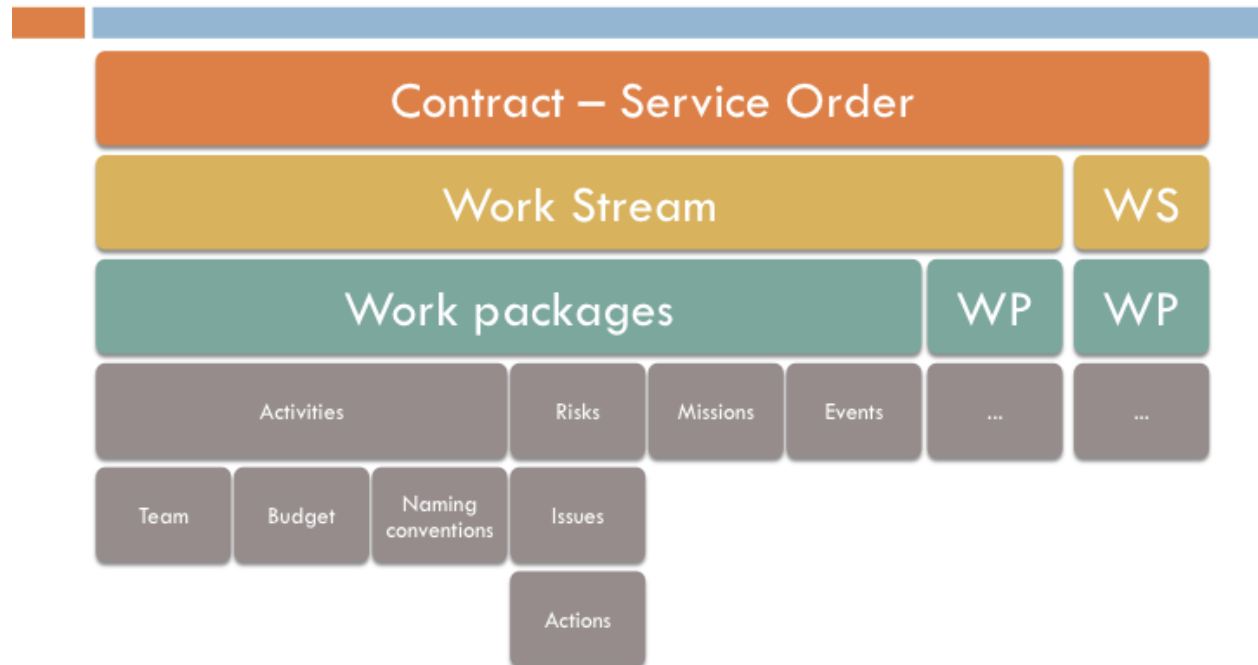 Contract – Service Order
Work Stream
WS
Work packages
WP
WP
Activities
Risks
Missions
Events
...
...
Team
Budget
Naming
conventions
Issues
Actions